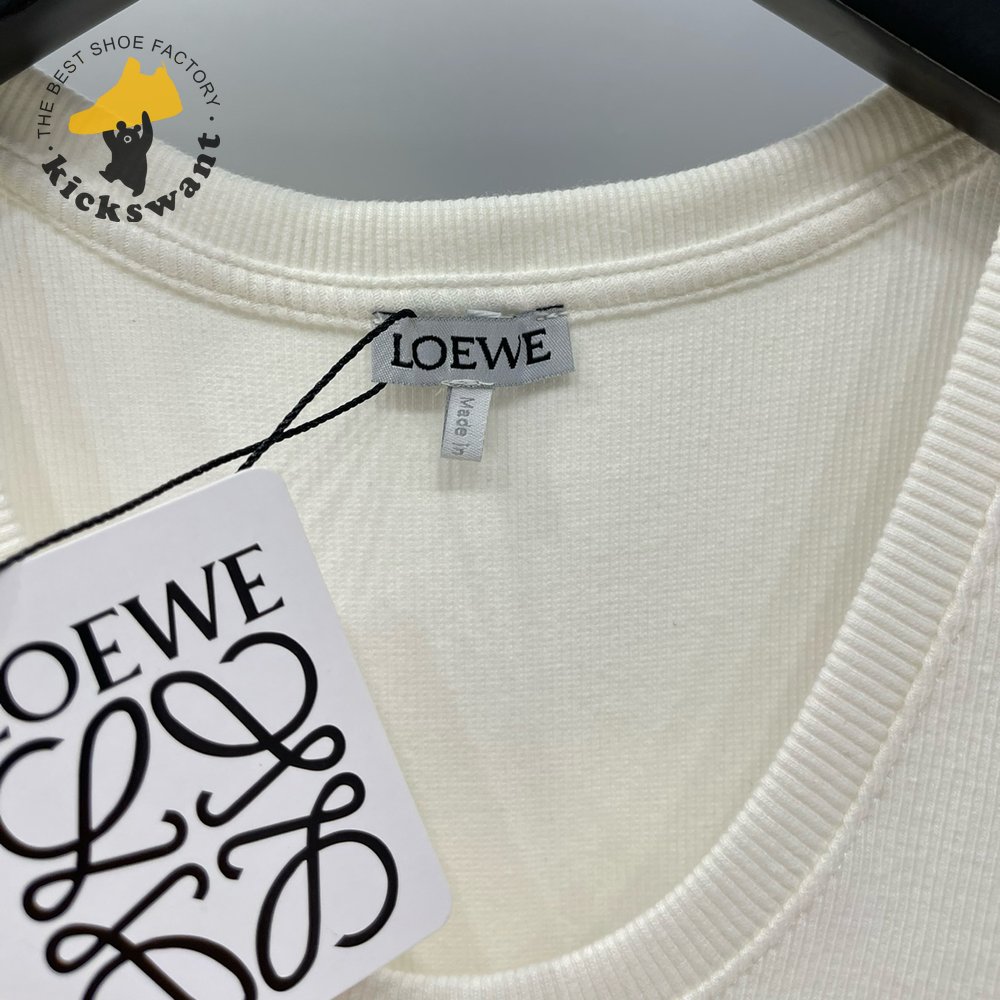 THE BEST SHOE FACTORY
kickswant
LOEWE
Made in
LOEWE